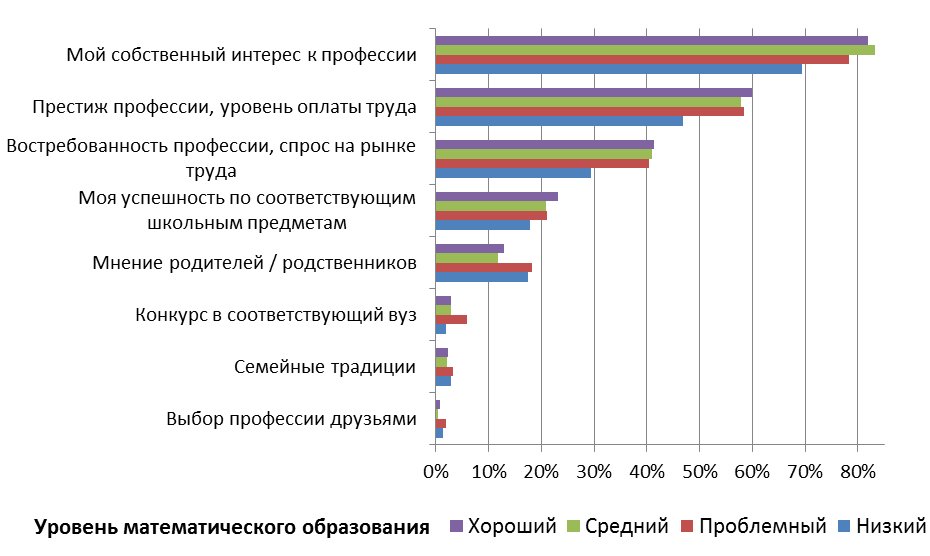 Мой собственный интерес к профессии
Престиж профессии, уровень оплаты труда
Востребованность профессии, спрос на рынке
труда
Моя успешность по соответствующим
школьным предметам
Мнение родителей / родственников
Конкурс в соответствующий вуз
Семейные традиции
Выбор профессии друзьями
0% 10% 20% 30% 40% 50% 60% 70% 80%
Уровень математического образования Хороший Средний Проблемный Низкий